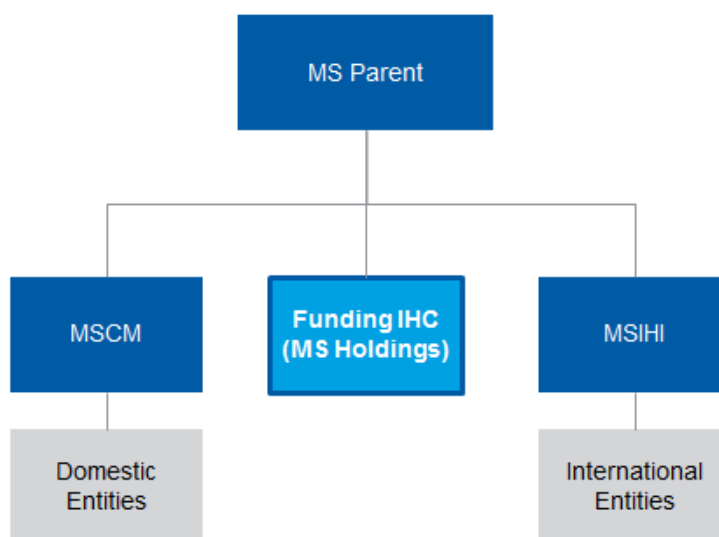 MS Parent
MSCM
Funding IHC
(MS Holdings)
MSIHI
Domestic
Entities
International
Entities